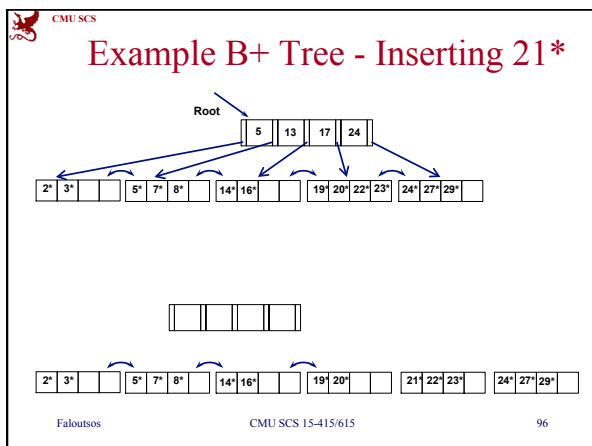 CMU SCS
Example B+ Tree - Inserting 21*
Root
5 13 17 24
2* 3* 5* 7* 8* 14* 16* 19* 20* 22* 23* 24* 27* 29*
2* 3* 5* 7* 8* 14* 16* 19* 20* 21* 22* 23* 24* 27* 29*
Faloutsos CMU SCS 15-415/615 96